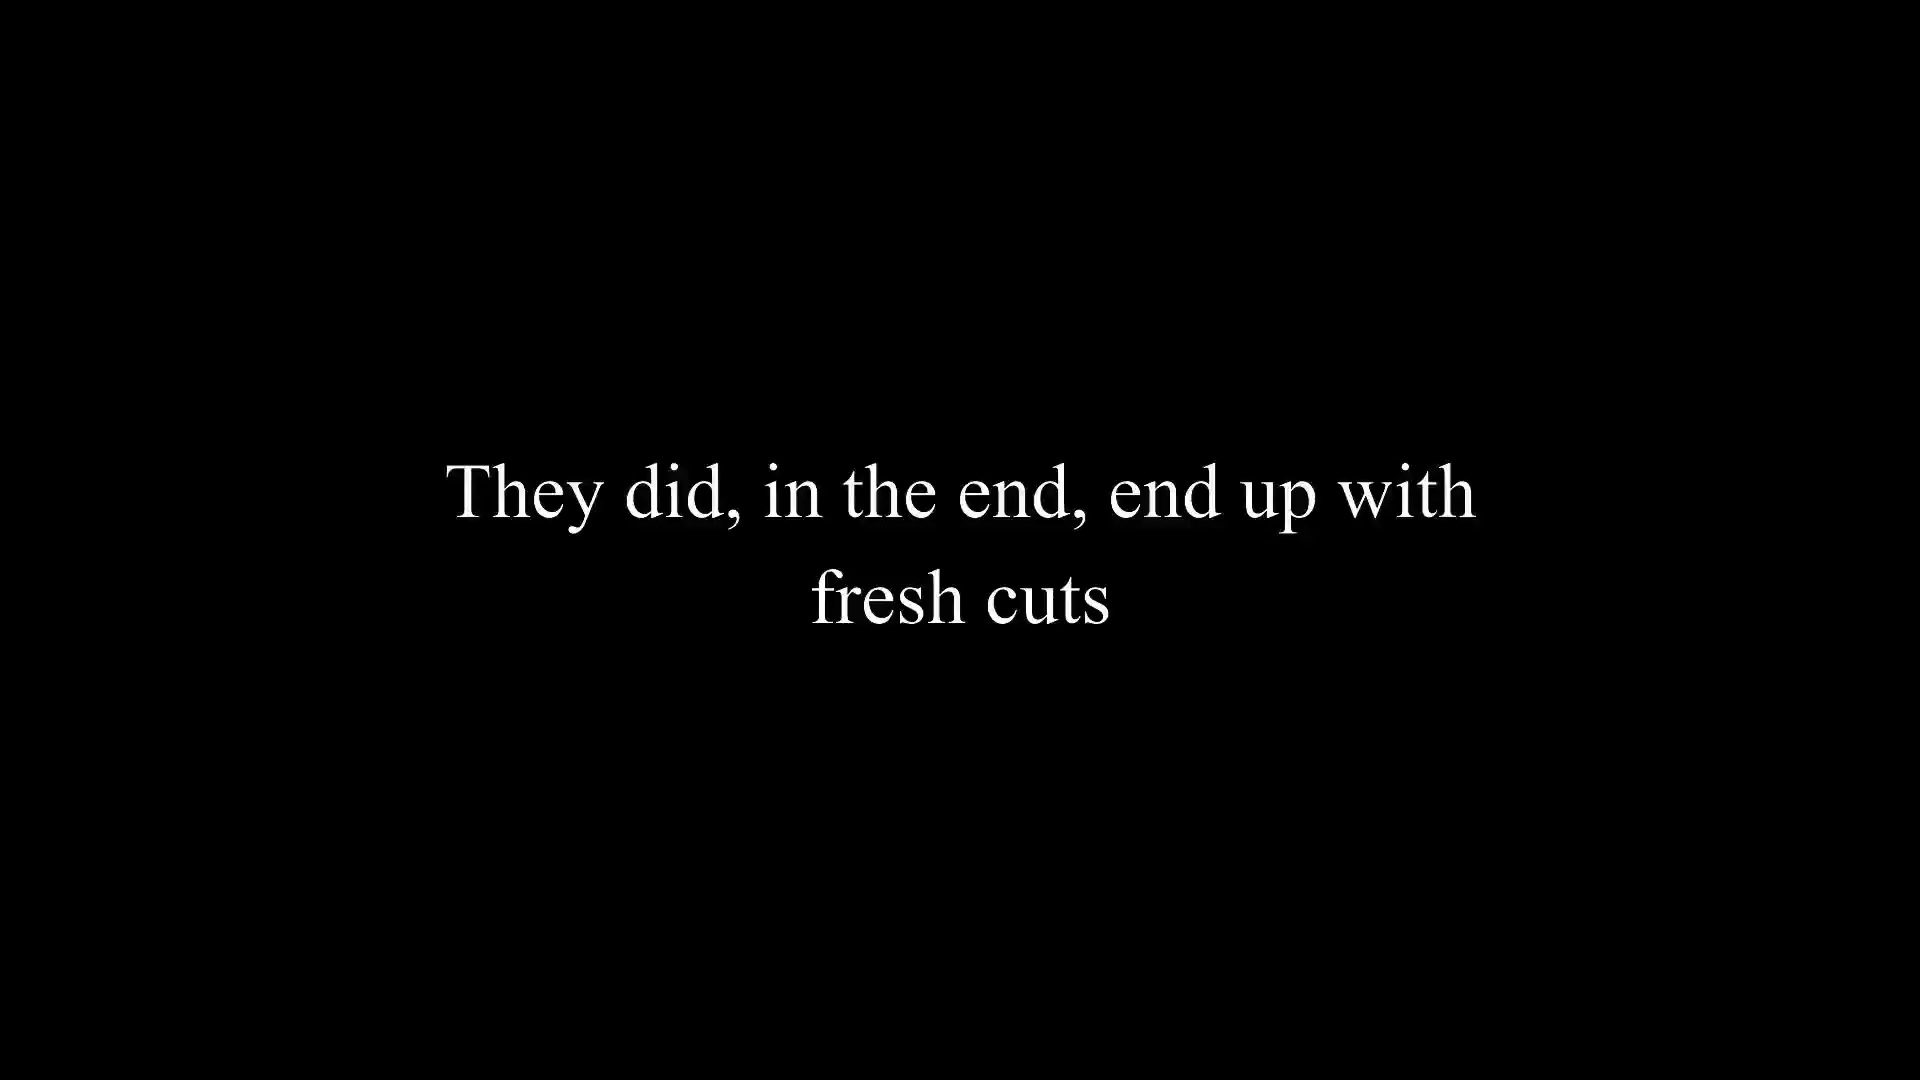 They did, in the end, end up with
fresh cuts